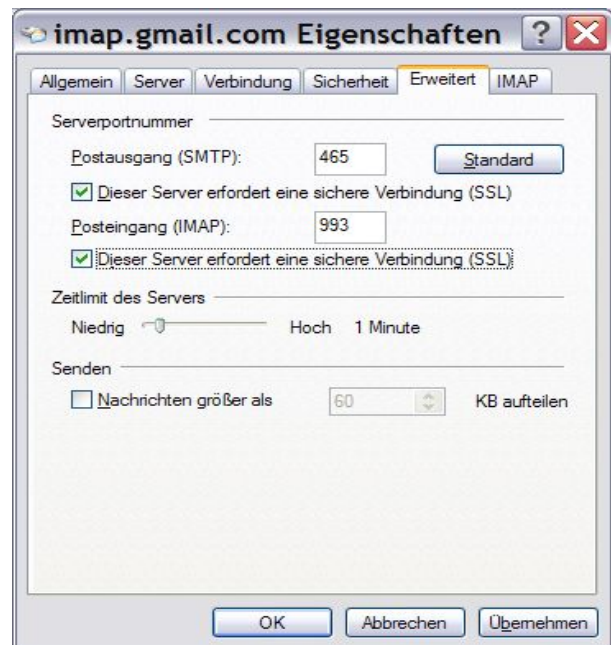 imap.gmail.com Eigenschaften ?
Allgemein Server Verbindung Sicherheit Erweitert IMAP
Serverportnummer
Postausgang (SMTP): 465 Standard
Dieser Server erfordert eine sichere Verbindung (SSL)
Posteingang (IMAP): 993
Dieser Server erfordert eine sichere Verbindung (SSL)
Zeitlimit des Servers
Niedrig Hoch 1 Minute
Senden
Nachrichten größer als 60 KB aufteilen
OK Abbrechen Übernehmen